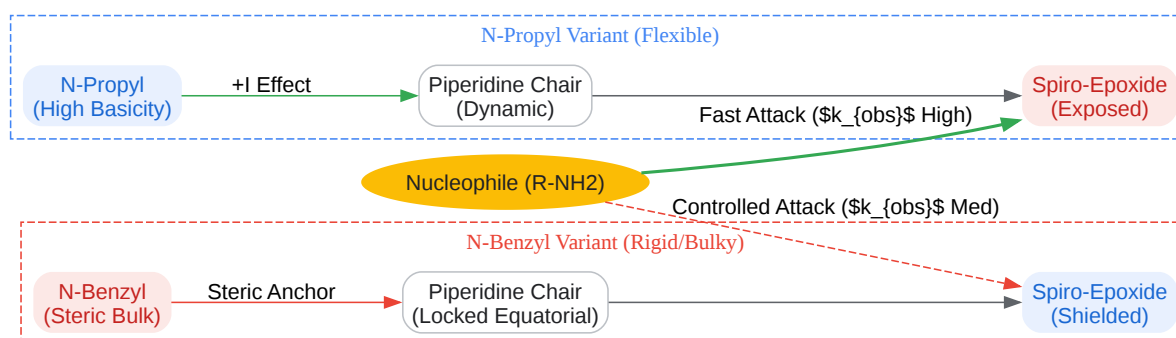 N-Propyl Variant (Flexible)
N-Propyl
(High Basicity)
+I Effect
Piperidine Chair
(Dynamic)
Spiro-Epoxide
(Exposed)
Fast Attack ($k_{obs}$ High)
Nucleophile (R-NH2)
Controlled Attack ($k_{obs}$ Med)
N-Benzyl Variant (Rigid/Bulky)
N-Benzyl
(Steric Bulk)
Steric Anchor
Piperidine Chair
(Locked Equatorial)
Spiro-Epoxide
(Shielded)